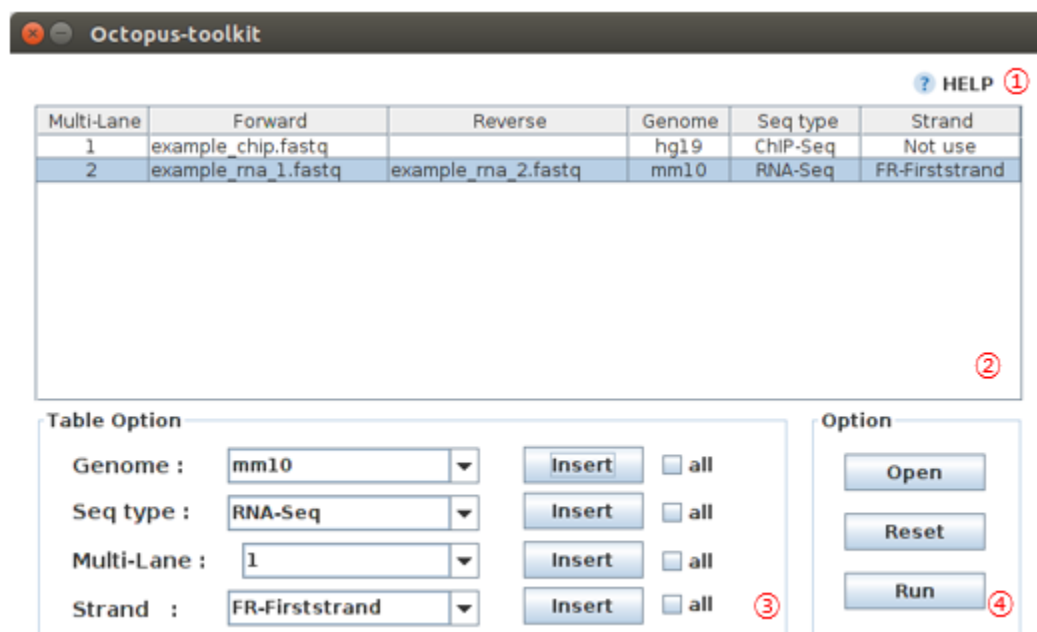 Octopus-toolkit
? HELP ①
Multi-Lane Forward Reverse Genome Seq type Strand
1 example_chip.fastq hg19 ChIP-Seq Not use
2 example_rna_1.fastq example_rna_2.fastq mm10 RNA-Seq FR-Firststrand
②
Table Option
Genome : mm10 Insert all
Seq type : RNA-Seq Insert all
Multi-Lane : 1 Insert all
Strand : FR-Firststrand Insert all ③
Option
Open
Reset
Run ④